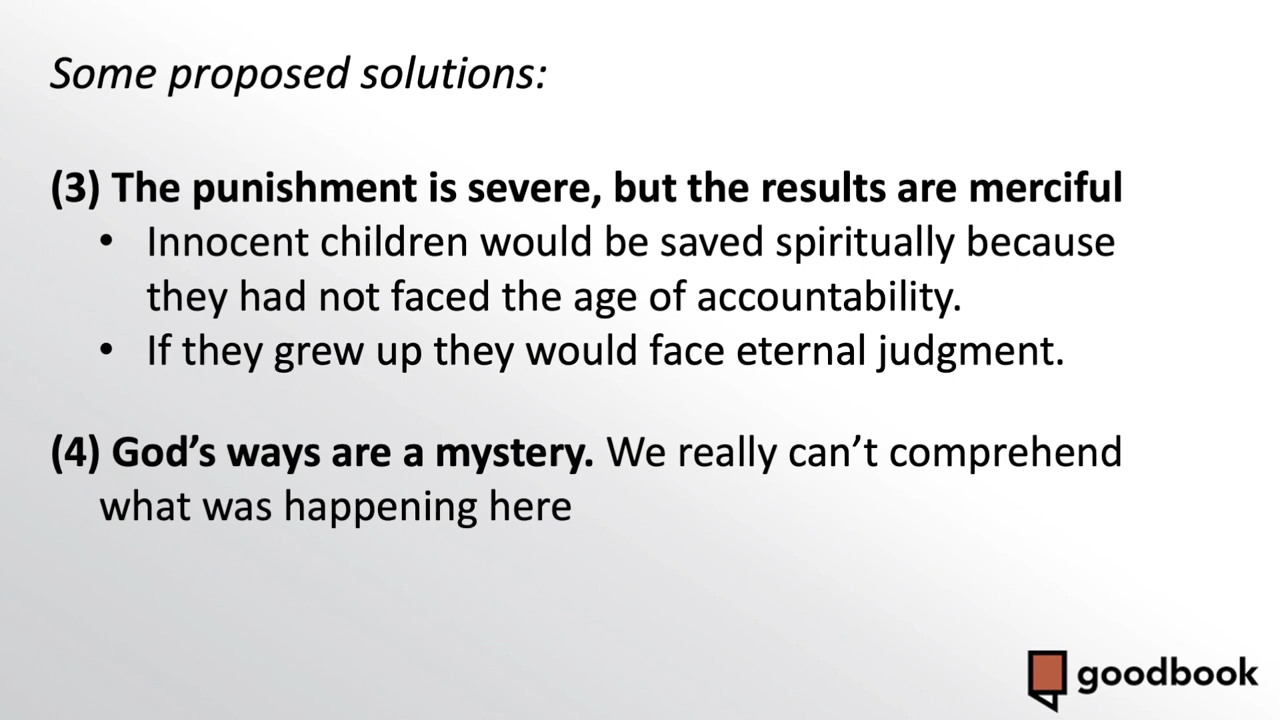 Some proposed solutions:
(3) The punishment is severe, but the results are merciful
• Innocent children would be saved spiritually because
they had not faced the age of accountability.
• If they grew up they would face eternal judgment.
(4) God’s ways are a mystery. We really can’t comprehend
what was happening here
goodbook